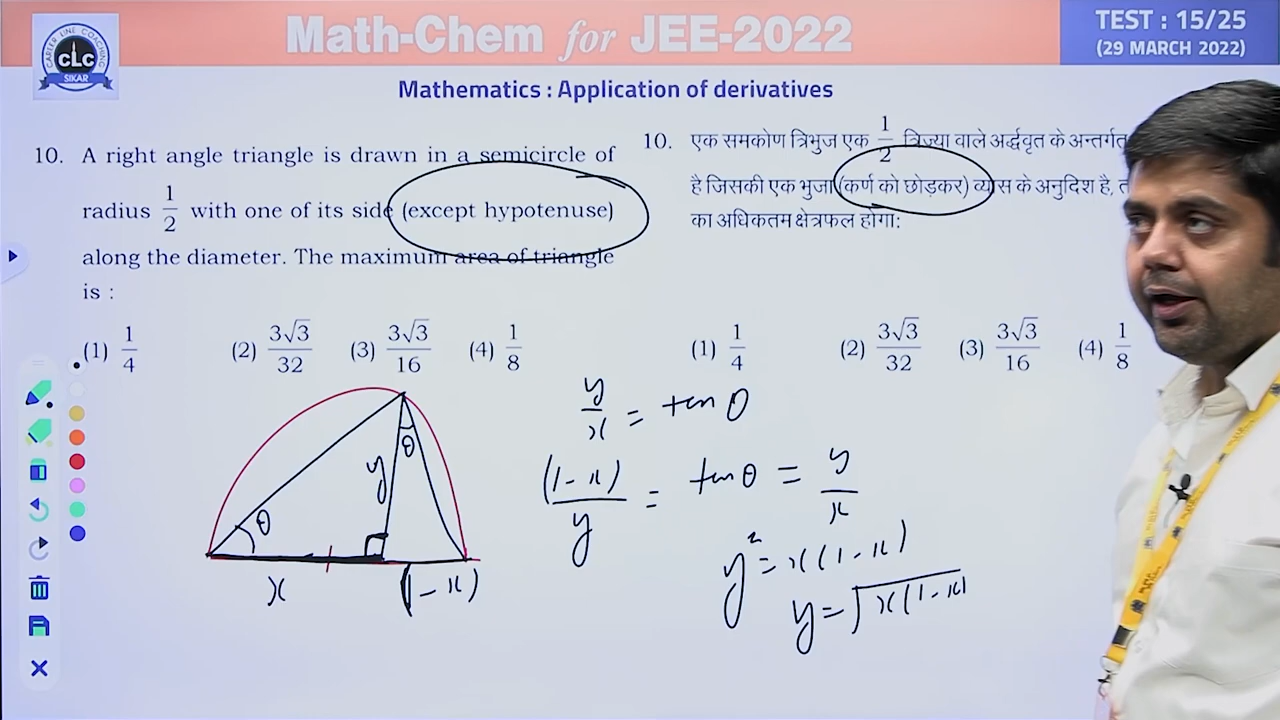 CAREER LINE COACHING
CLC
SIKAR
Math-Chem for JEE-2022
TEST : 15/25
(29 MARCH 2022)
Mathematics : Application of derivatives
10. A right angle triangle is drawn in a semicircle of
radius 1/2 with one of its side (except hypotenuse)
along the diameter. The maximum area of triangle
is :
(1) 1/4 (2) 3√3/32 (3) 3√3/16 (4) 1/8
10. एक समकोण त्रिभुज एक 1/2 त्रिज्या वाले अर्द्धवृत के अन्तर्गत
है जिसकी एक भुजा (कर्ण को छोड़कर) व्यास के अनुदिश है,
का अधिकतम क्षेत्रफल होगा:
(1) 1/4 (2) 3√3/32 (3) 3√3/16 (4) 1/8
θ
y
θ
x
(1-x)
y/x = tan θ
(1-x)/y = tan θ = y/x
y² = x(1-x)
y = √x(1-x)